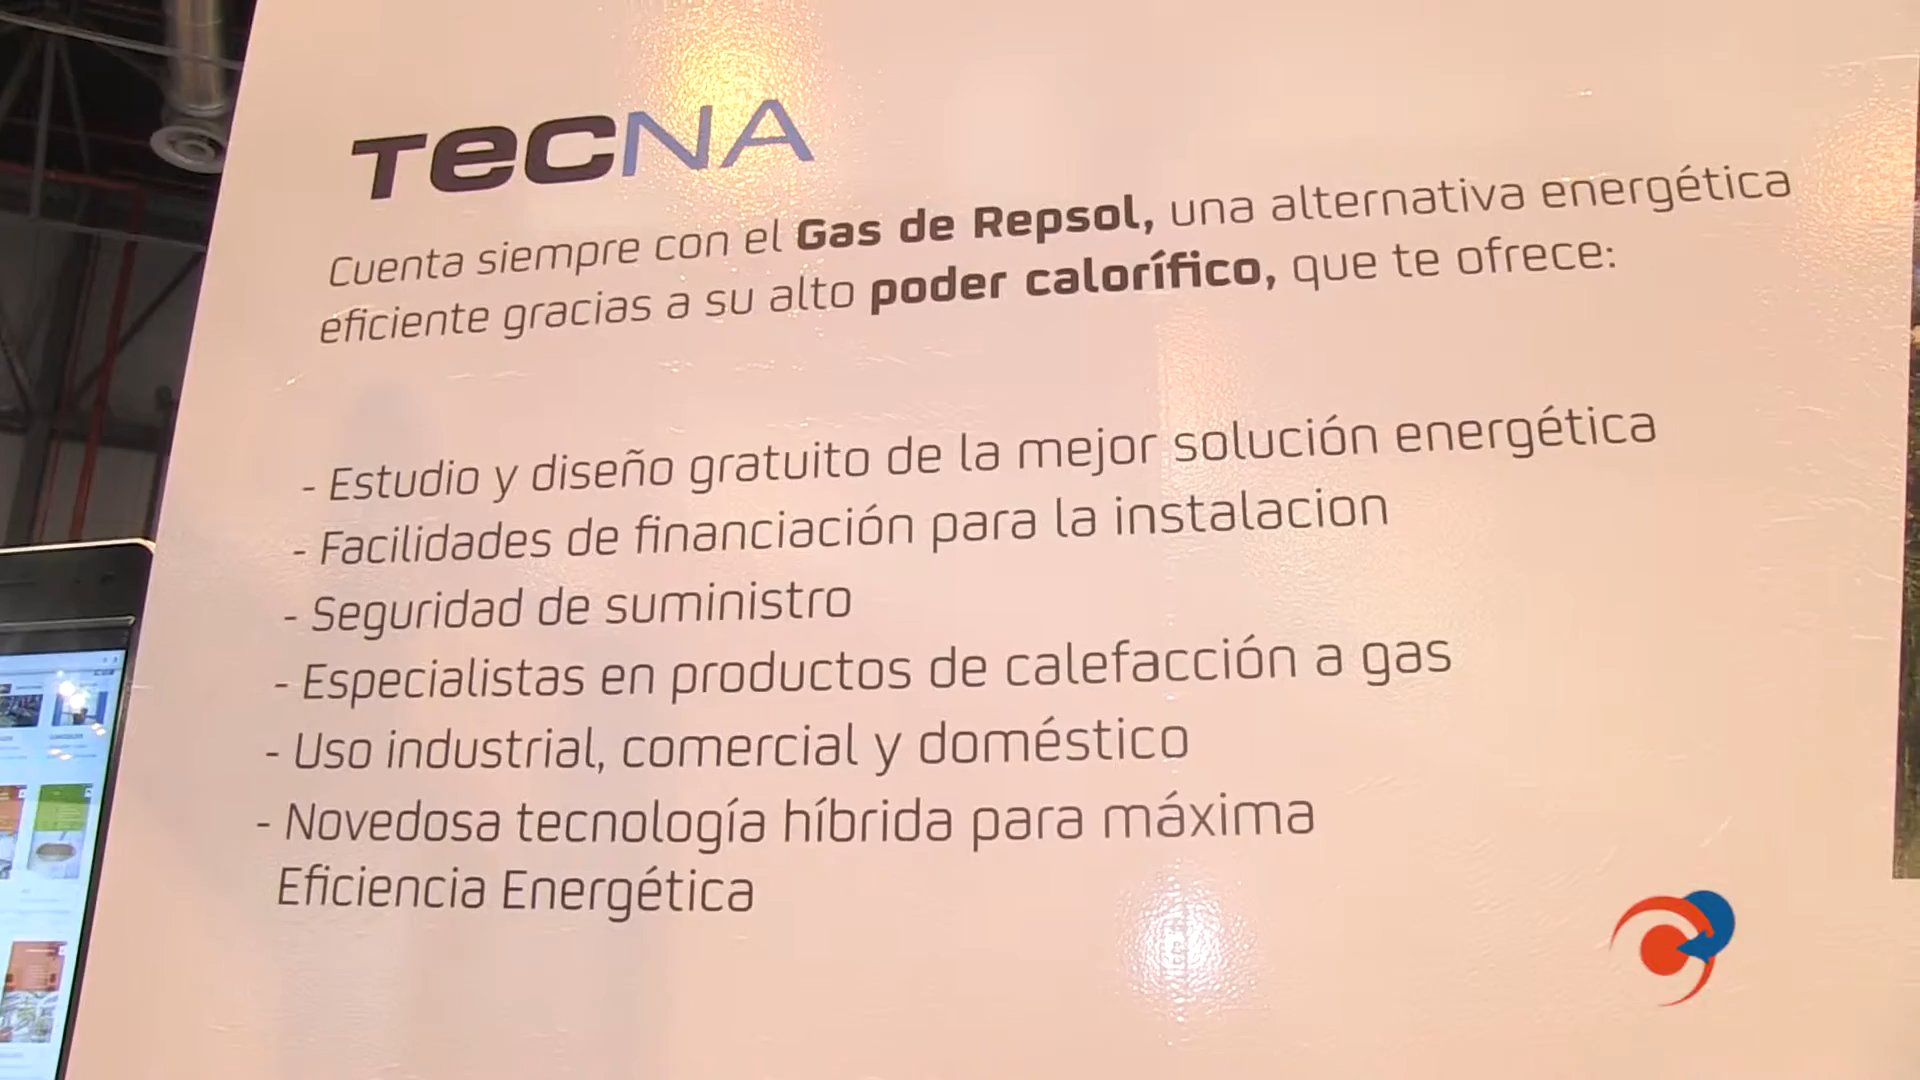 TECNA
Cuenta siempre con el Gas de Repsol, una alternativa energética
eficiente gracias a su alto poder calorífico, que te ofrece:
- Estudio y diseño gratuito de la mejor solución energética
- Facilidades de financiación para la instalacion
- Seguridad de suministro
- Especialistas en productos de calefacción a gas
- Uso industrial, comercial y doméstico
- Novedosa tecnología híbrida para máxima
Eficiencia Energética